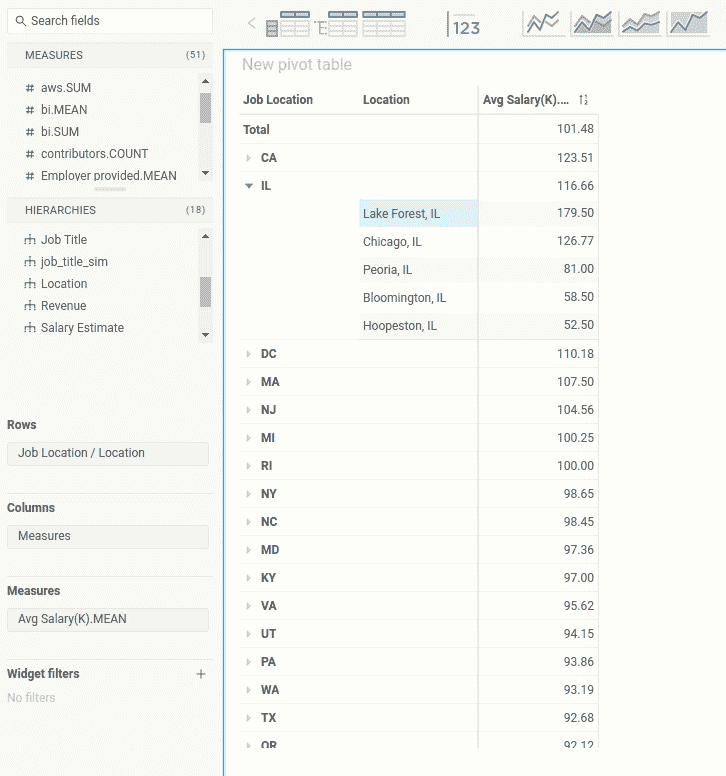 Search fields
MEASURES (51)
# aws.SUM
# bi.MEAN
# bi.SUM
# contributors.COUNT
# Employer provided.MEAN
HIERARCHIES (18)
Job Title
job_title_sim
Location
Revenue
Salary Estimate
Rows
Job Location / Location
Columns
Measures
Measures
Avg Salary(K).MEAN
Widget filters +
No filters
123
New pivot table
Job Location Location Avg Salary(K)....
Total 101.48
CA 123.51
IL 116.66
Lake Forest, IL 179.50
Chicago, IL 126.77
Peoria, IL 81.00
Bloomington, IL 58.50
Hoopeston, IL 52.50
DC 110.18
MA 107.50
NJ 104.56
MI 100.25
RI 100.00
NY 98.65
NC 98.45
MD 97.36
KY 97.00
VA 95.62
UT 94.15
PA 93.86
WA 93.19
TX 92.68
OR 92.12